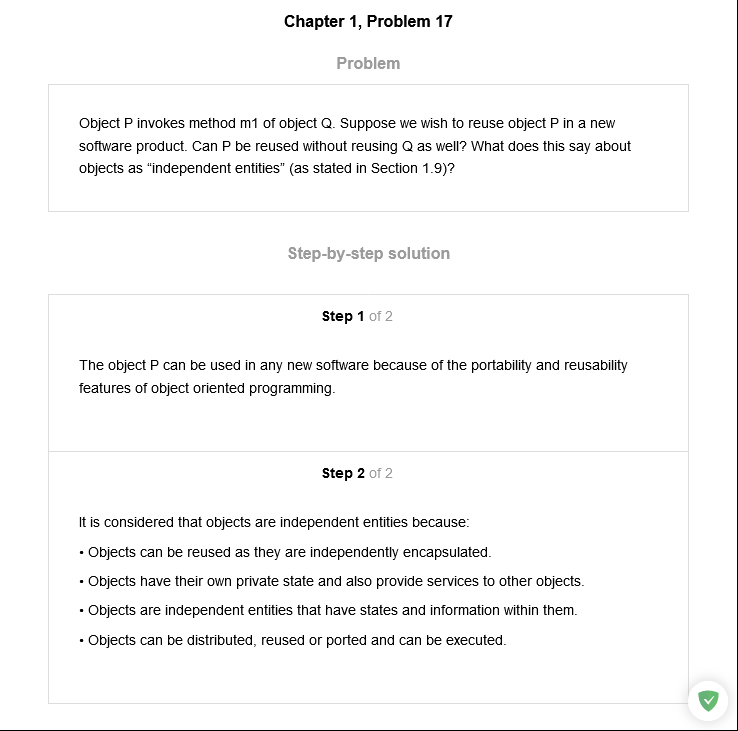 Chapter 1, Problem 17
Problem
Object P invokes method m1 of object Q. Suppose we wish to reuse object P in a new
software product. Can P be reused without reusing Q as well? What does this say about
objects as “independent entities” (as stated in Section 1.9)?
Step-by-step solution
Step 1 of 2
The object P can be used in any new software because of the portability and reusability
features of object oriented programming.
Step 2 of 2
It is considered that objects are independent entities because:
• Objects can be reused as they are independently encapsulated.
• Objects have their own private state and also provide services to other objects.
• Objects are independent entities that have states and information within them.
• Objects can be distributed, reused or ported and can be executed.